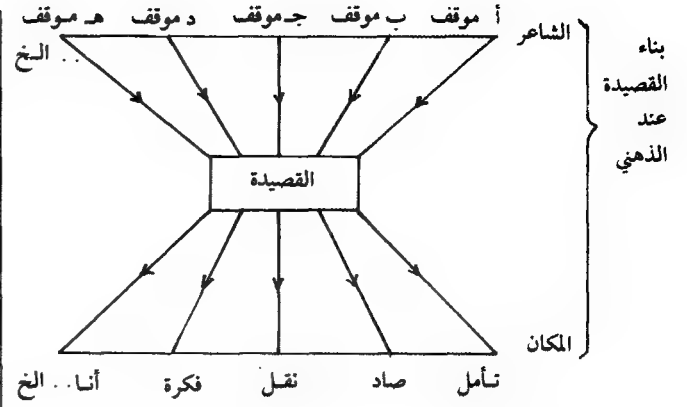 أ موقف ب موقف جـ موقف د موقف هـ موقف
.. الخ
الشاعر
بناء
القصيدة
عند
الذهني
القصيدة
المكان
تأمل صاد نقل فكرة أنا.. الخ